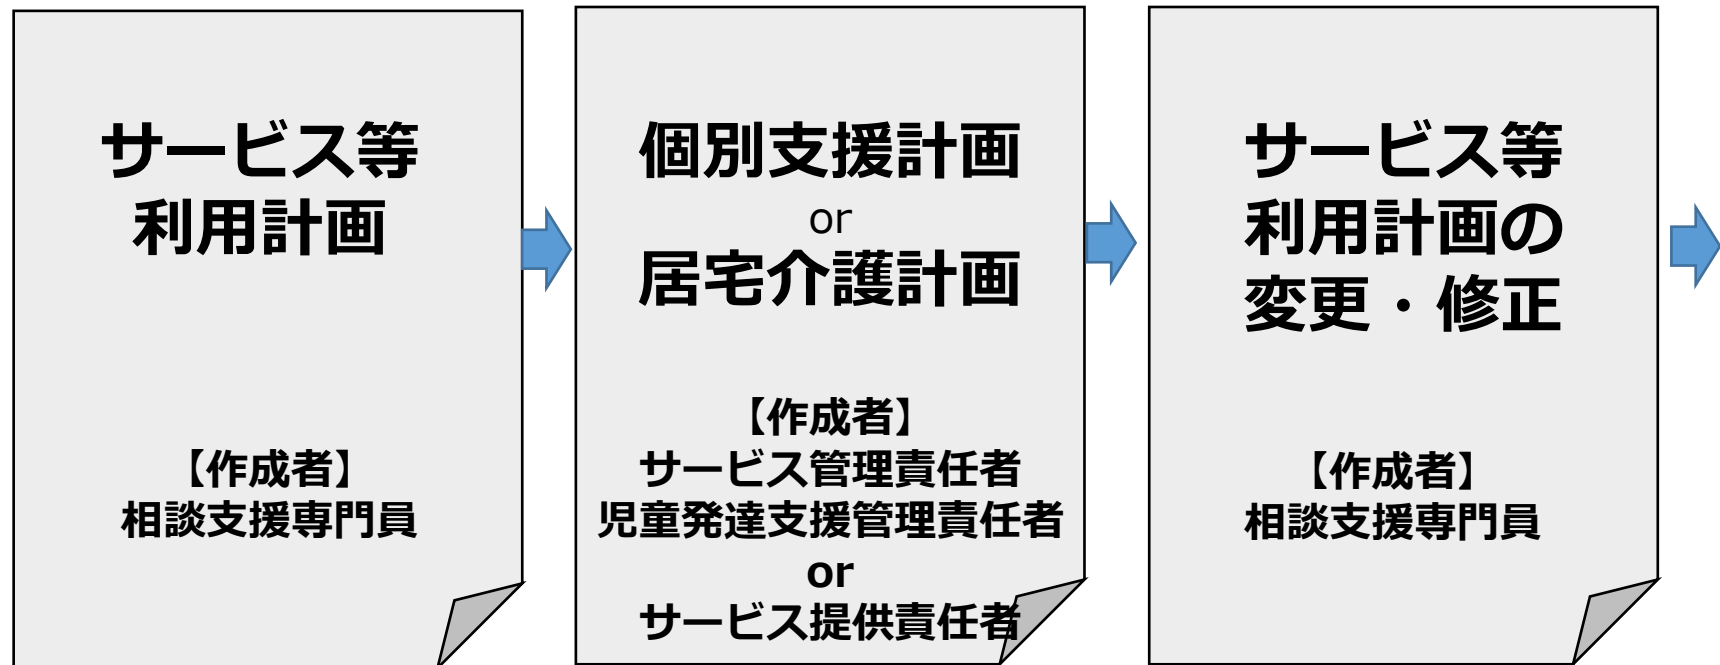 サービス等
利用計画
【作成者】
相談支援専門員
個別支援計画
or
居宅介護計画
【作成者】
サービス管理責任者
児童発達支援管理責任者
or
サービス提供責任者
サービス等
利用計画の
変更・修正
【作成者】
相談支援専門員